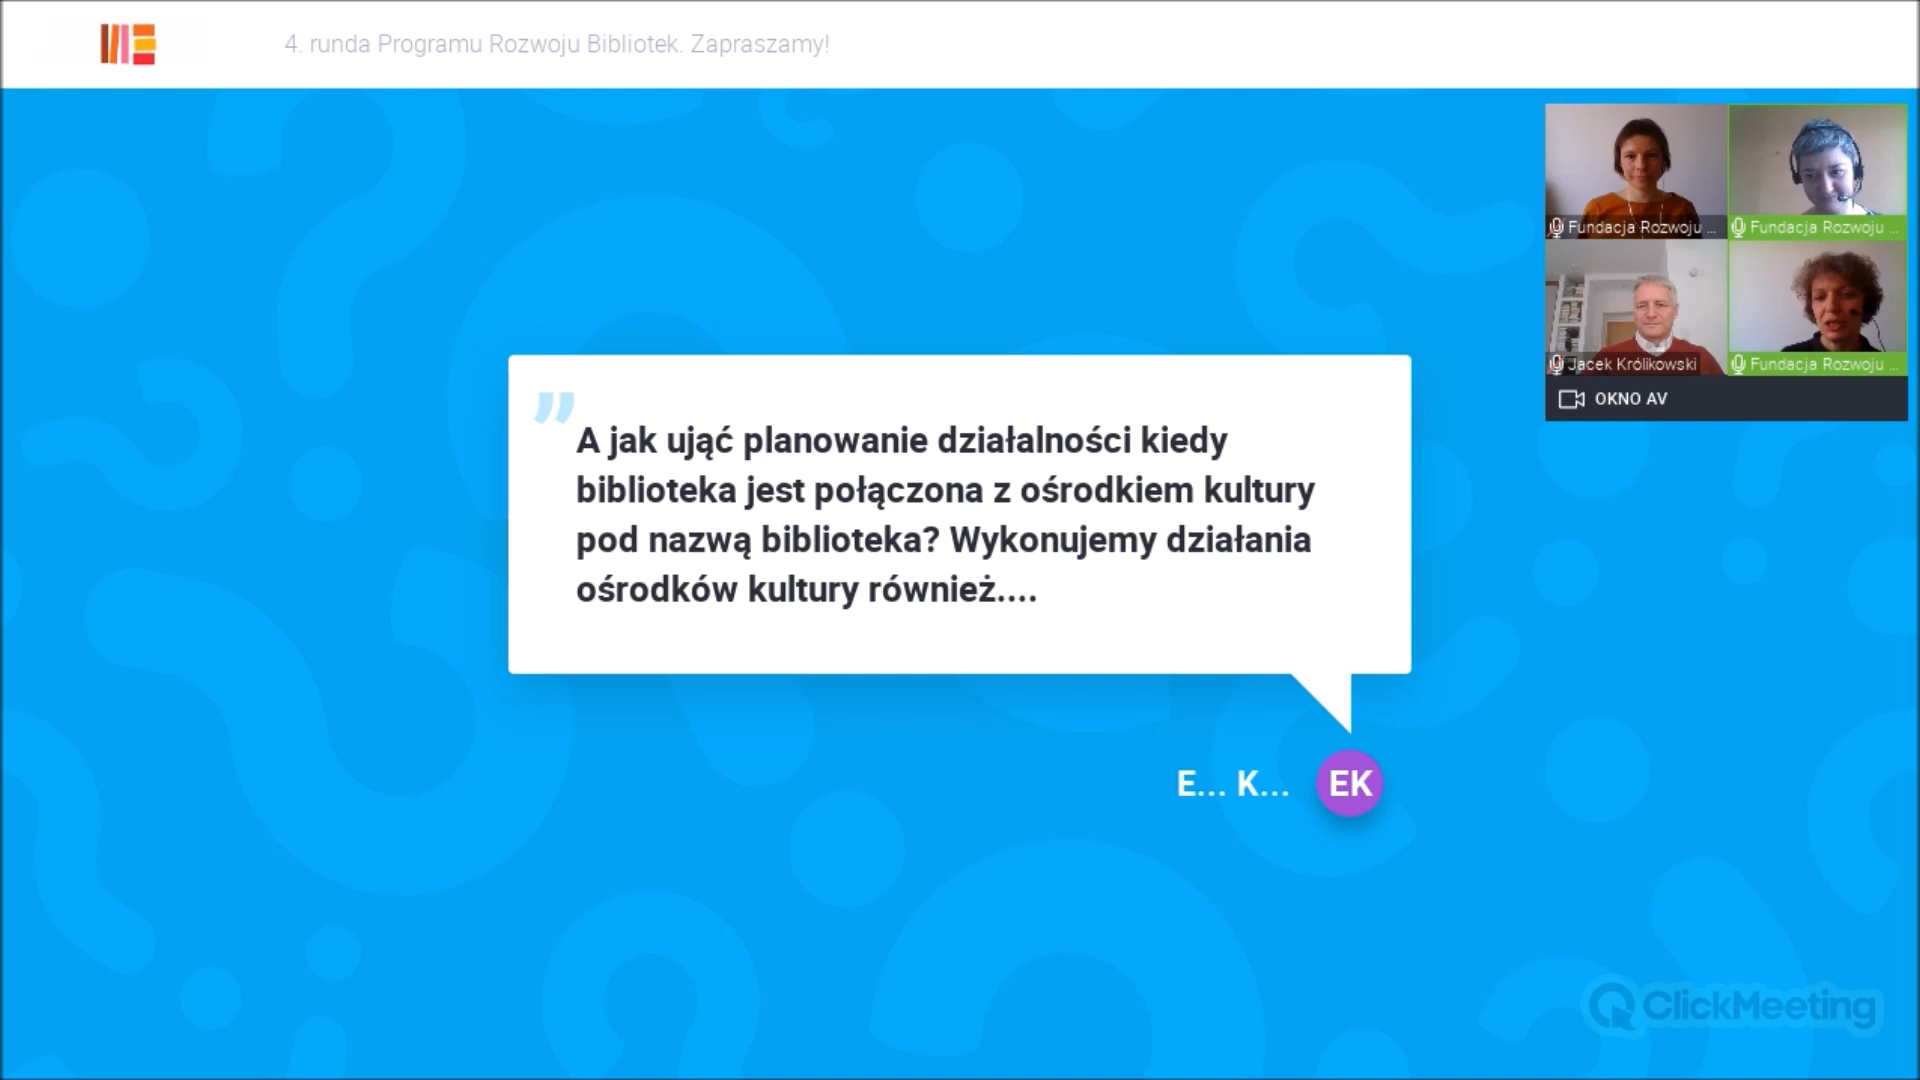 4. runda Programu Rozwoju Bibliotek. Zapraszamy!
Fundacja Rozwoju ...
Fundacja Rozwoju ...
Jacek Królikowski
Fundacja Rozwoju ...
OKNO AV
”
A jak ująć planowanie działalności kiedy
biblioteka jest połączona z ośrodkiem kultury
pod nazwą biblioteka? Wykonujemy działania
ośrodków kultury również....
E... K...
EK
ClickMeeting